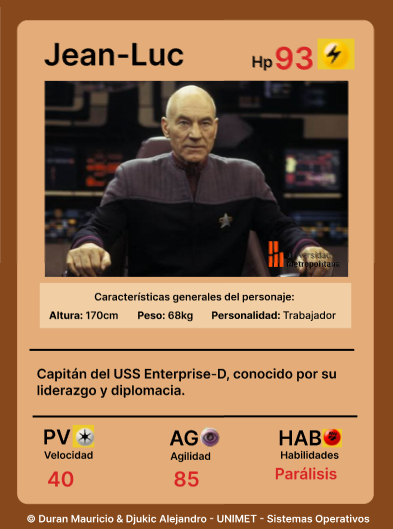 Jean-Luc
Hp 93
Universidad
Metropolitana
Características generales del personaje:
Altura: 170cm Peso: 68kg Personalidad: Trabajador
Capitán del USS Enterprise-D, conocido por su
liderazgo y diplomacia.
PV AG HAB
Velocidad Agilidad Habilidades
40 85 Parálisis
© Duran Mauricio & Djukic Alejandro - UNIMET - Sistemas Operativos